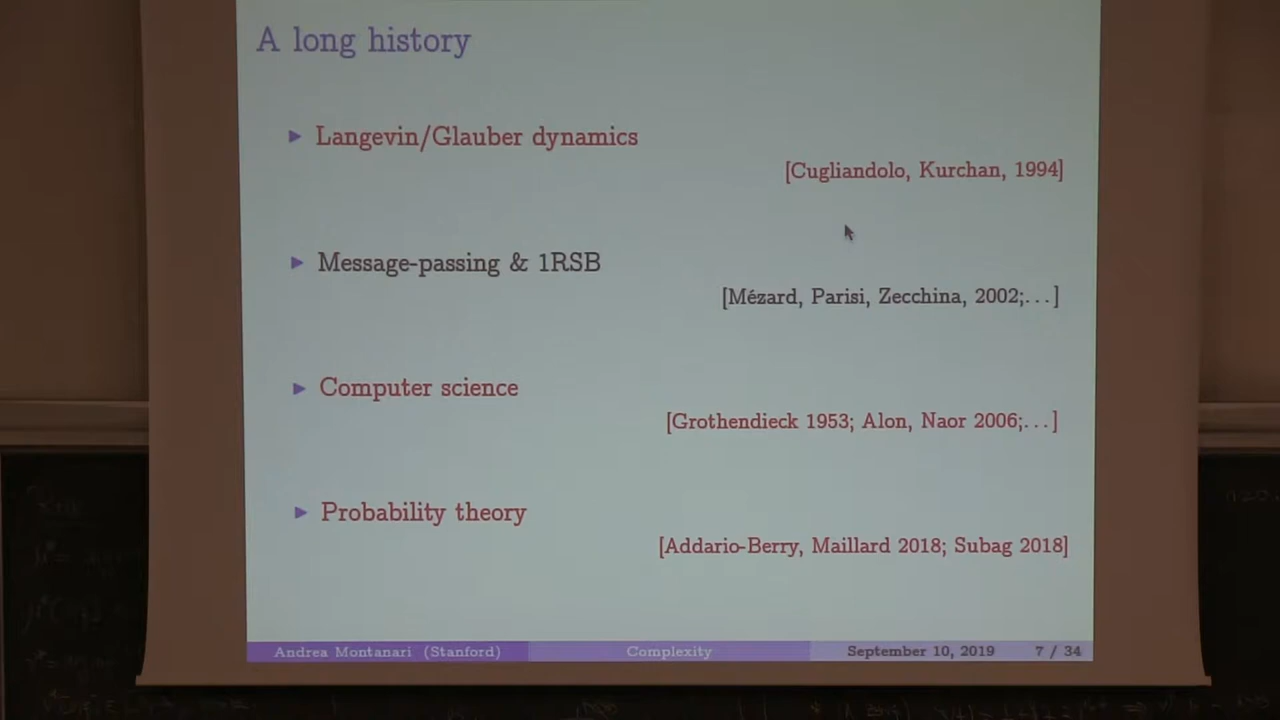 A long history
▶ Langevin/Glauber dynamics
[Cugliandolo, Kurchan, 1994]
▶ Message-passing & 1RSB
[Mézard, Parisi, Zecchina, 2002;...]
▶ Computer science
[Grothendieck 1953; Alon, Naor 2006;...]
▶ Probability theory
[Addario-Berry, Maillard 2018; Subag 2018]
Andrea Montanari (Stanford) Complexity September 10, 2019 7 / 34